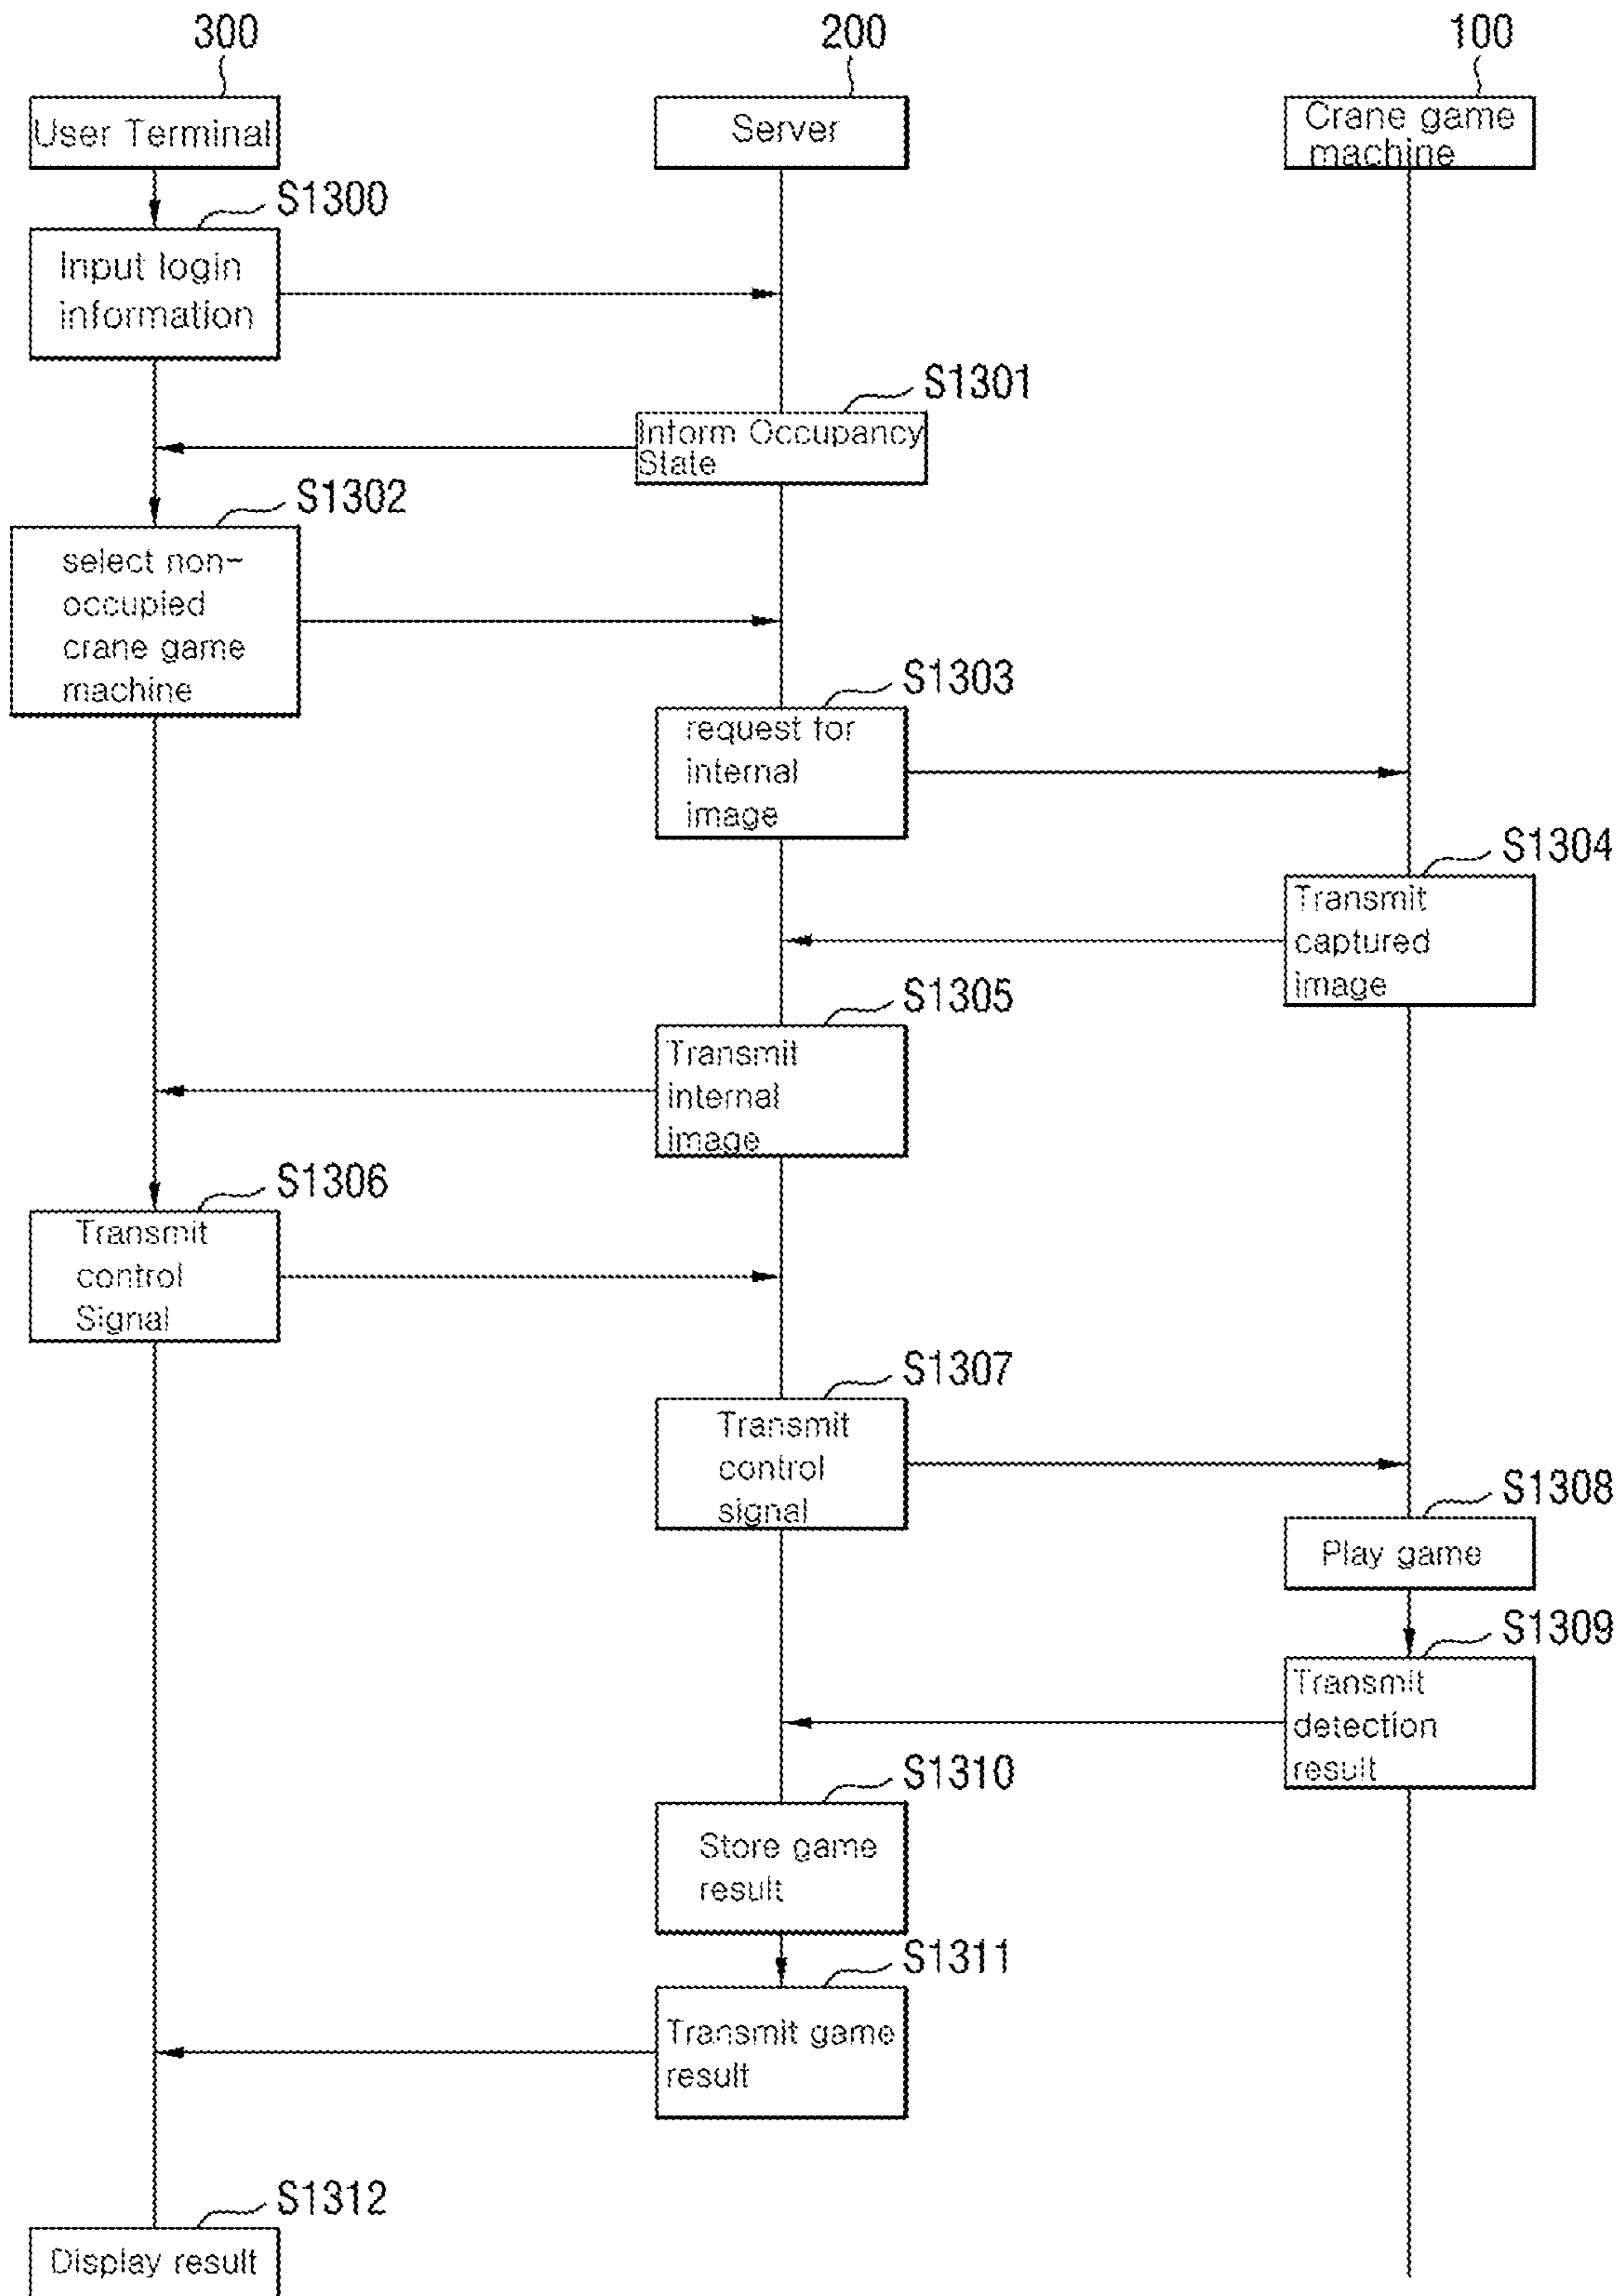 300
200
100
User Terminal
Server
Crane game
machine
S1300
Input login
information
S1301
Inform Occupancy
State
S1302
select non-
occupied
crane game
machine
S1303
request for
internal
image
S1304
Transmit
captured
image
S1305
Transmit
internal
image
S1306
Transmit
control
Signal
S1307
Transmit
control
signal
S1308
Play game
S1309
Transmit
detection
result
S1310
Store game
result
S1311
Transmit game
result
S1312
Display result